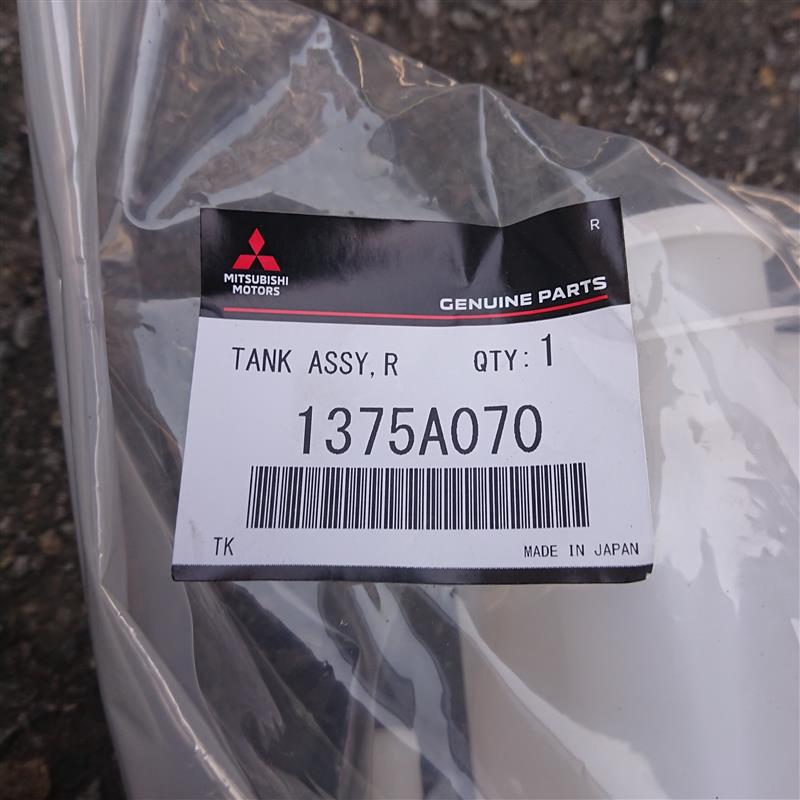 R
MITSUBISHI
MOTORS
GENUINE PARTS
TANK ASSY,R QTY: 1
1375A070
TK MADE IN JAPAN